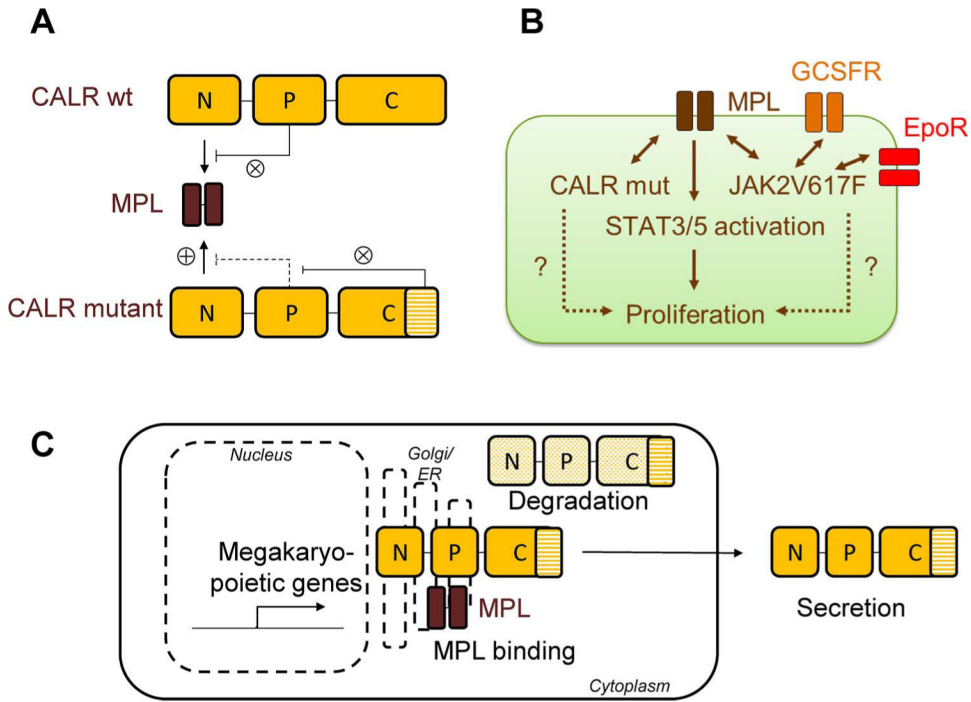 A
CALR wt
N
P
C
MPL
CALR mutant
N
P
C
B
GCSFR
MPL
EpoR
CALR mut
JAK2V617F
STAT3/5 activation
?
?
Proliferation
C
Nucleus
Golgi/
ER
N
P
C
Degradation
Megakaryo-
poietic genes
N
P
C
MPL
MPL binding
N
P
C
Secretion
Cytoplasm